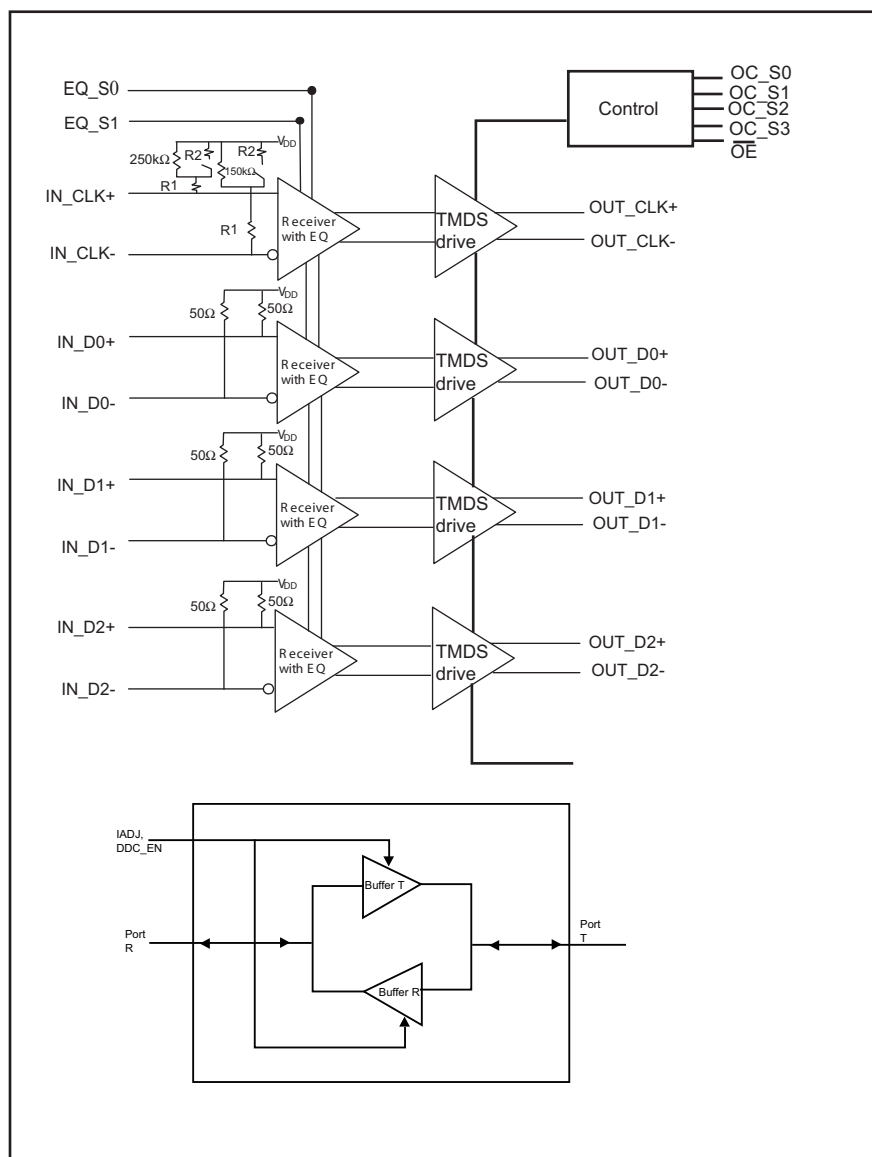 EQ_S0
EQ_S1
Control
OC_S0
OC_S1
OC_S2
OC_S3
OE
VDD
250kΩ
R2
R2
150kΩ
R1
R1
IN_CLK+
IN_CLK-
Receiver
with EQ
TMDS
drive
OUT_CLK+
OUT_CLK-
VDD
50Ω
50Ω
IN_D0+
IN_D0-
Receiver
with EQ
TMDS
drive
OUT_D0+
OUT_D0-
VDD
50Ω
50Ω
IN_D1+
IN_D1-
Receiver
with EQ
TMDS
drive
OUT_D1+
OUT_D1-
VDD
50Ω
50Ω
IN_D2+
IN_D2-
Receiver
with EQ
TMDS
drive
OUT_D2+
OUT_D2-
IADJ,
DDC_EN
Buffer T
Port
R
Port
T
Buffer R